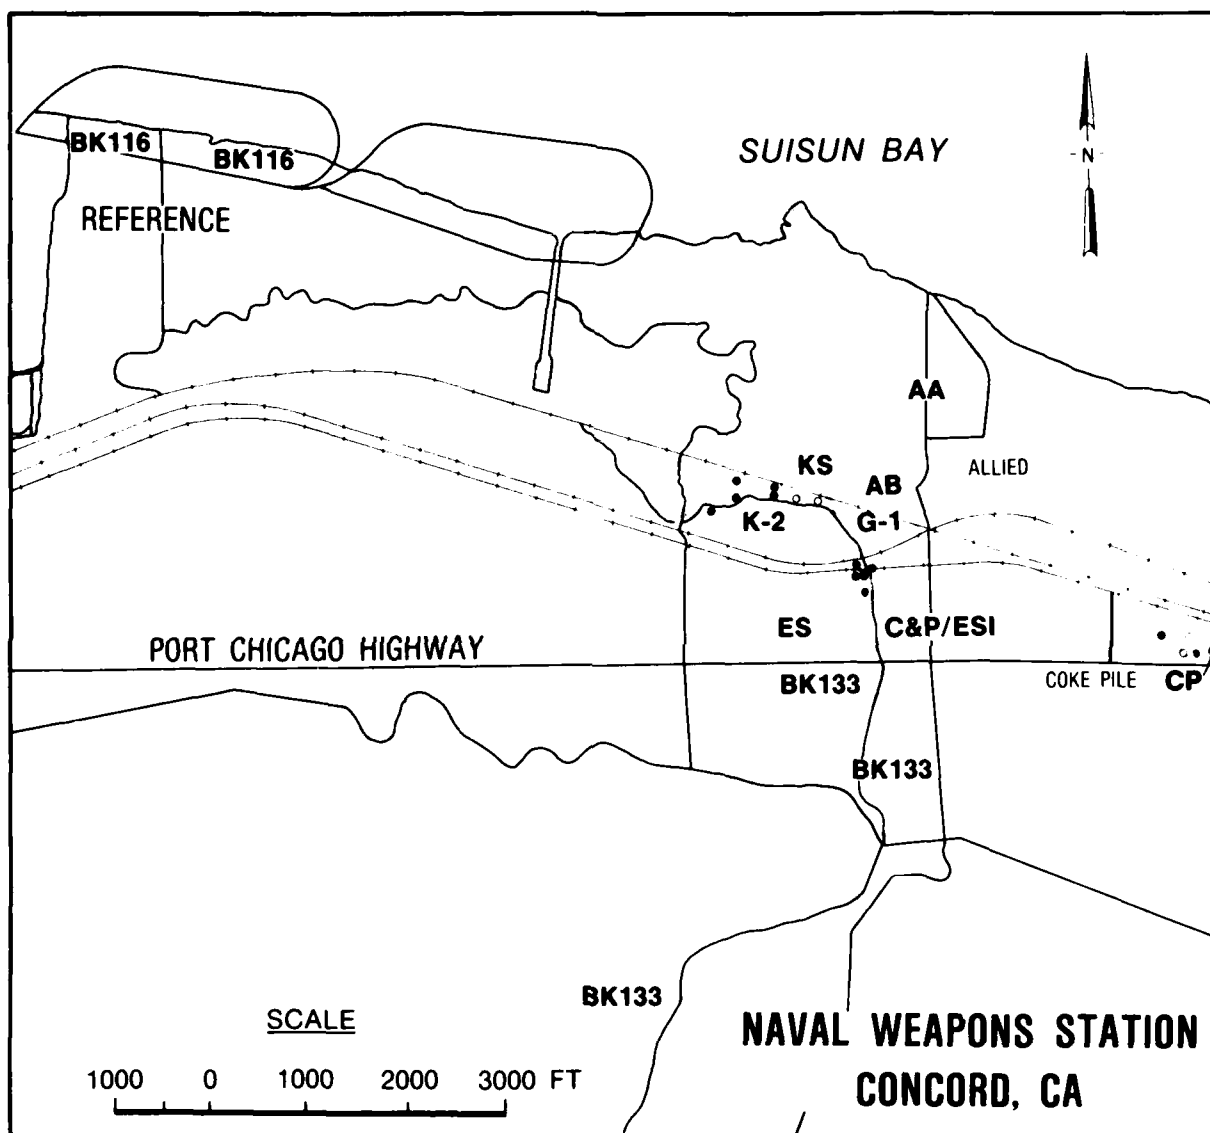 BK116
BK116
SUISUN BAY
N
REFERENCE
AA
KS
ALLIED
AB
K-2
G-1
ES
C&P/ESI
PORT CHICAGO HIGHWAY
BK133
COKE PILE
CP
BK133
BK133
SCALE
NAVAL WEAPONS STATION
CONCORD, CA
1000 0 1000 2000 3000 FT